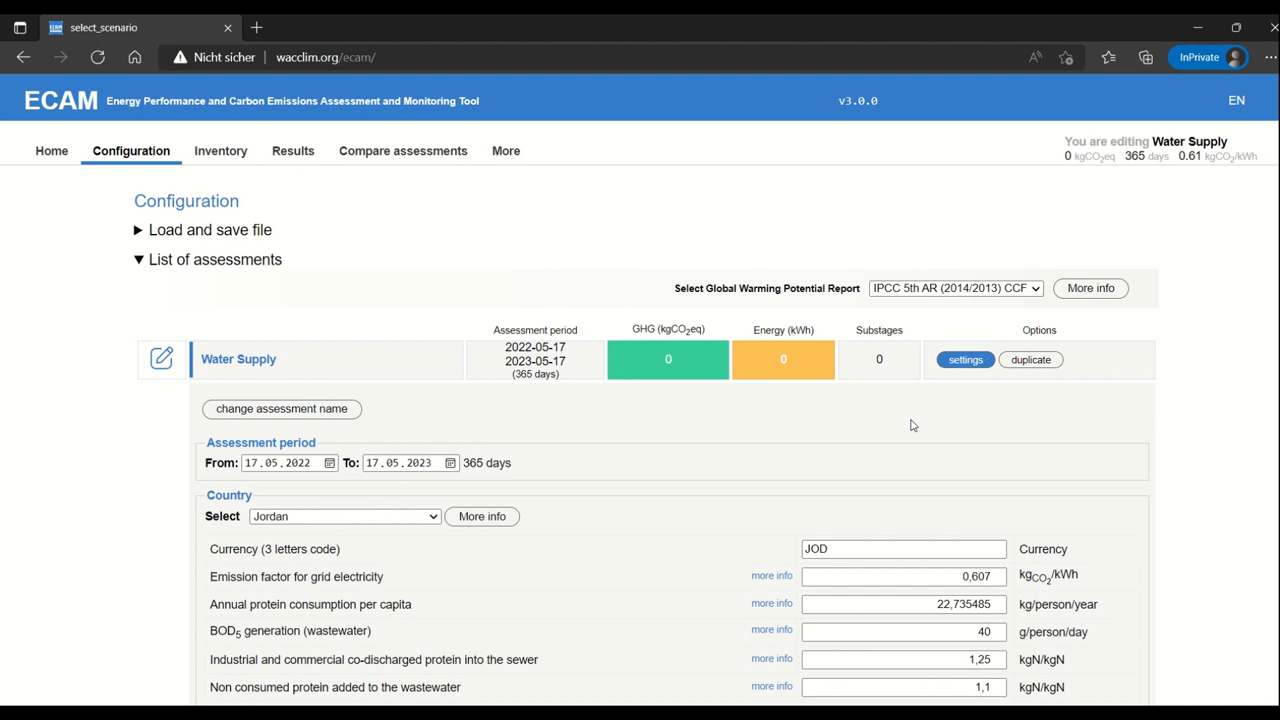 select_scenario
Nicht sicher wacclim.org/ecam/
InPrivate
ECAM Energy Performance and Carbon Emissions Assessment and Monitoring Tool v3.0.0 EN
Home Configuration Inventory Results Compare assessments More
You are editing Water Supply
0 kgCO2eq 365 days 0.61 kgCO2/kWh
Configuration
Load and save file
List of assessments
Select Global Warming Potential Report IPCC 5th AR (2014/2013) CCF More info
Assessment period GHG (kgCO2eq) Energy (kWh) Substages Options
Water Supply 2022-05-17 0 0 0 settings duplicate
2023-05-17
(365 days)
change assessment name
Assessment period
From: 17.05.2022 To: 17.05.2023 365 days
Country
Select Jordan More info
Currency (3 letters code) JOD Currency
Emission factor for grid electricity more info 0,607 kgCO2/kWh
Annual protein consumption per capita more info 22,735485 kg/person/year
BOD5 generation (wastewater) more info 40 g/person/day
Industrial and commercial co-discharged protein into the sewer more info 1,25 kgN/kgN
Non consumed protein added to the wastewater more info 1,1 kgN/kgN